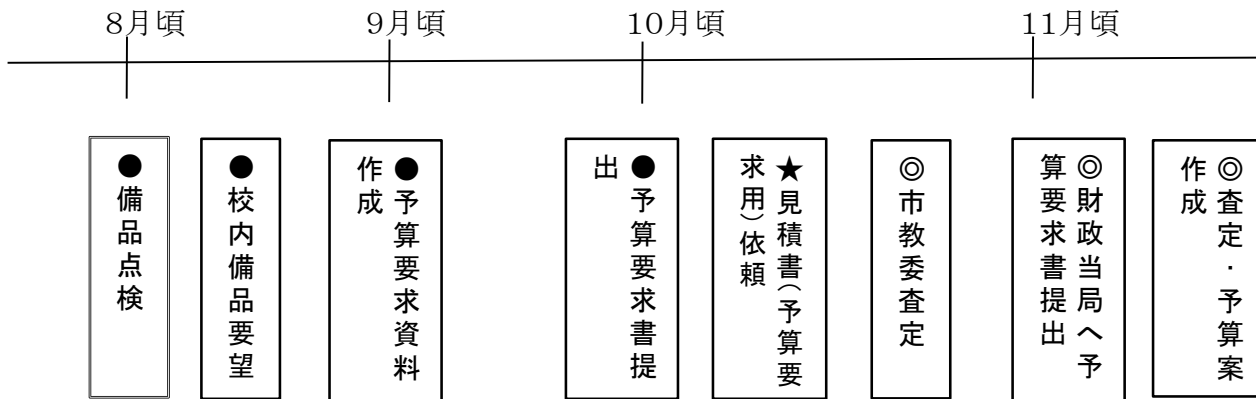 8月頃
9月頃
10月頃
11月頃
●備品点検
●校内備品要望
●予算要求資料
作成
●予算要求書提
出
★見積書(予算要
求用)依頼
◎市教委査定
◎財政当局へ予
算要求書提出
◎査定・予算案
作成